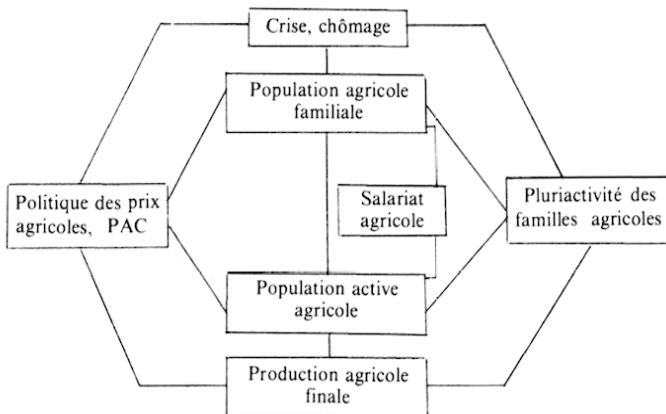 Crise, chômage
Population agricole
familiale
Politique des prix
agricoles, PAC
Salariat
agricole
Pluriactivité des
familles agricoles
Population active
agricole
Production agricole
finale